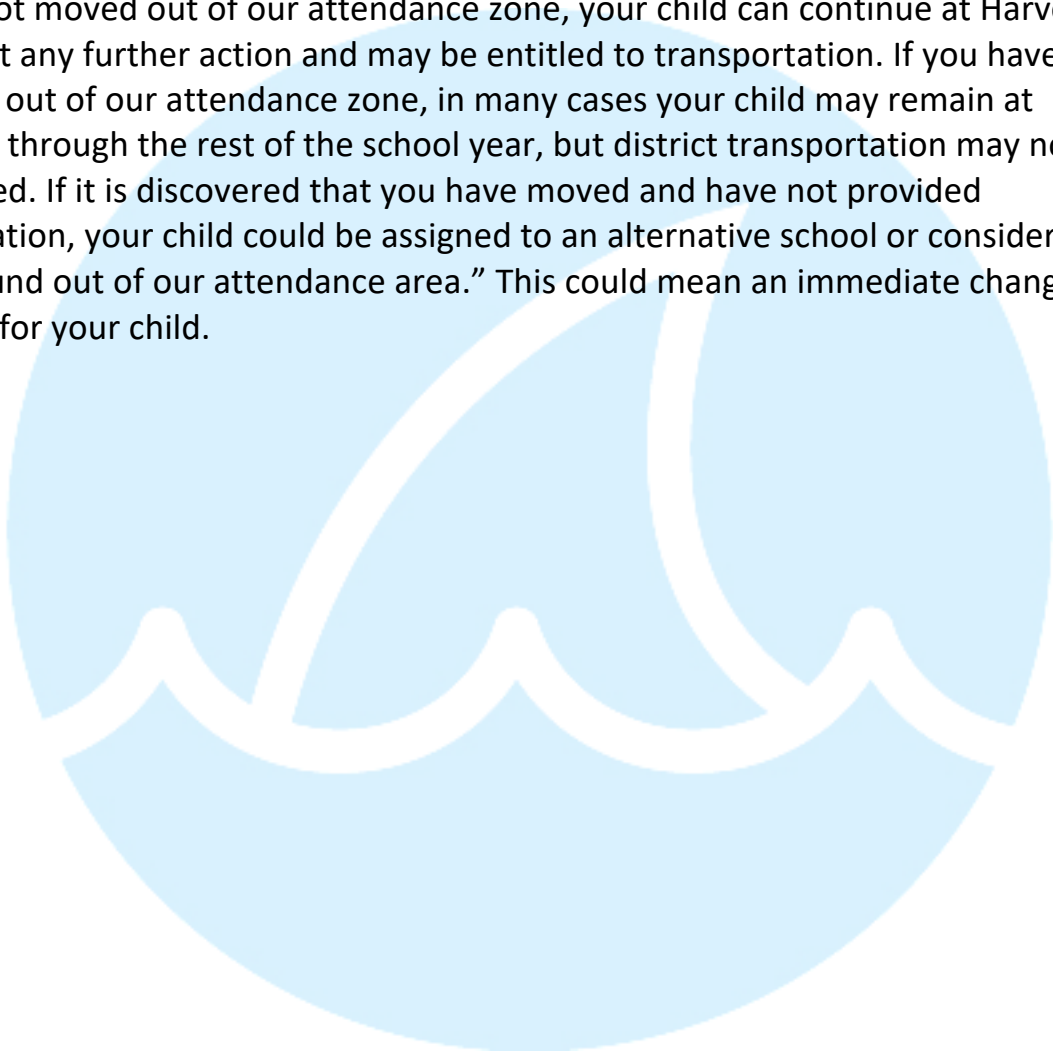 ot moved out of our attendance zone, your child can continue at Harv
t any further action and may be entitled to transportation. If you have
out of our attendance zone, in many cases your child may remain at
through the rest of the school year, but district transportation may n
ed. If it is discovered that you have moved and have not provided
ation, your child could be assigned to an alternative school or consider
und out of our attendance area.” This could mean an immediate chang
for your child.